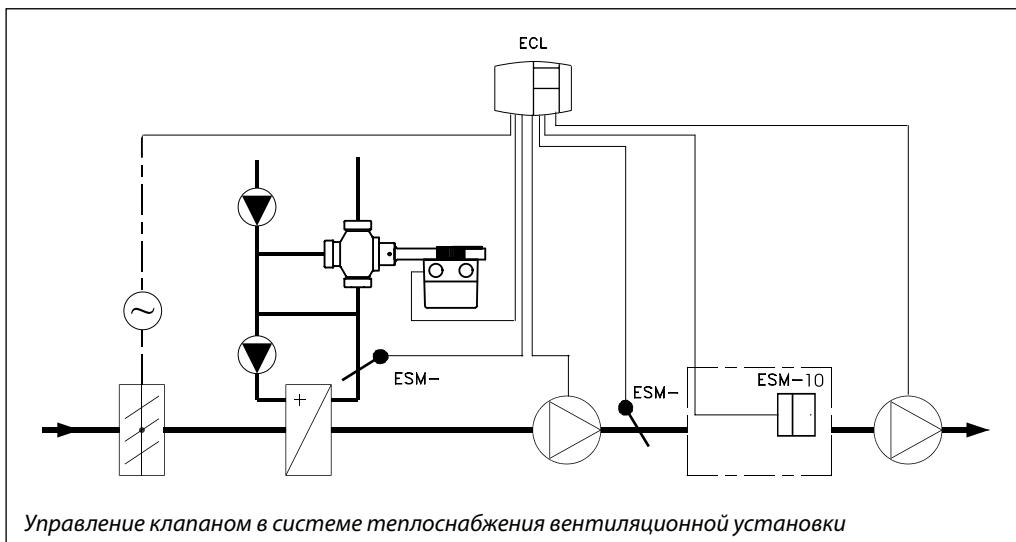 ECL
ESM-
ESM-
ESM-10
Управление клапаном в системе теплоснабжения вентиляционной установки